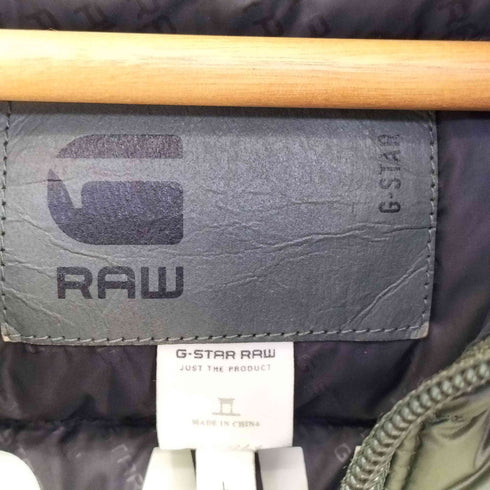 G
RAW
G-STAR
G-STAR RAW
JUST THE PRODUCT
MADE IN CHINA
L